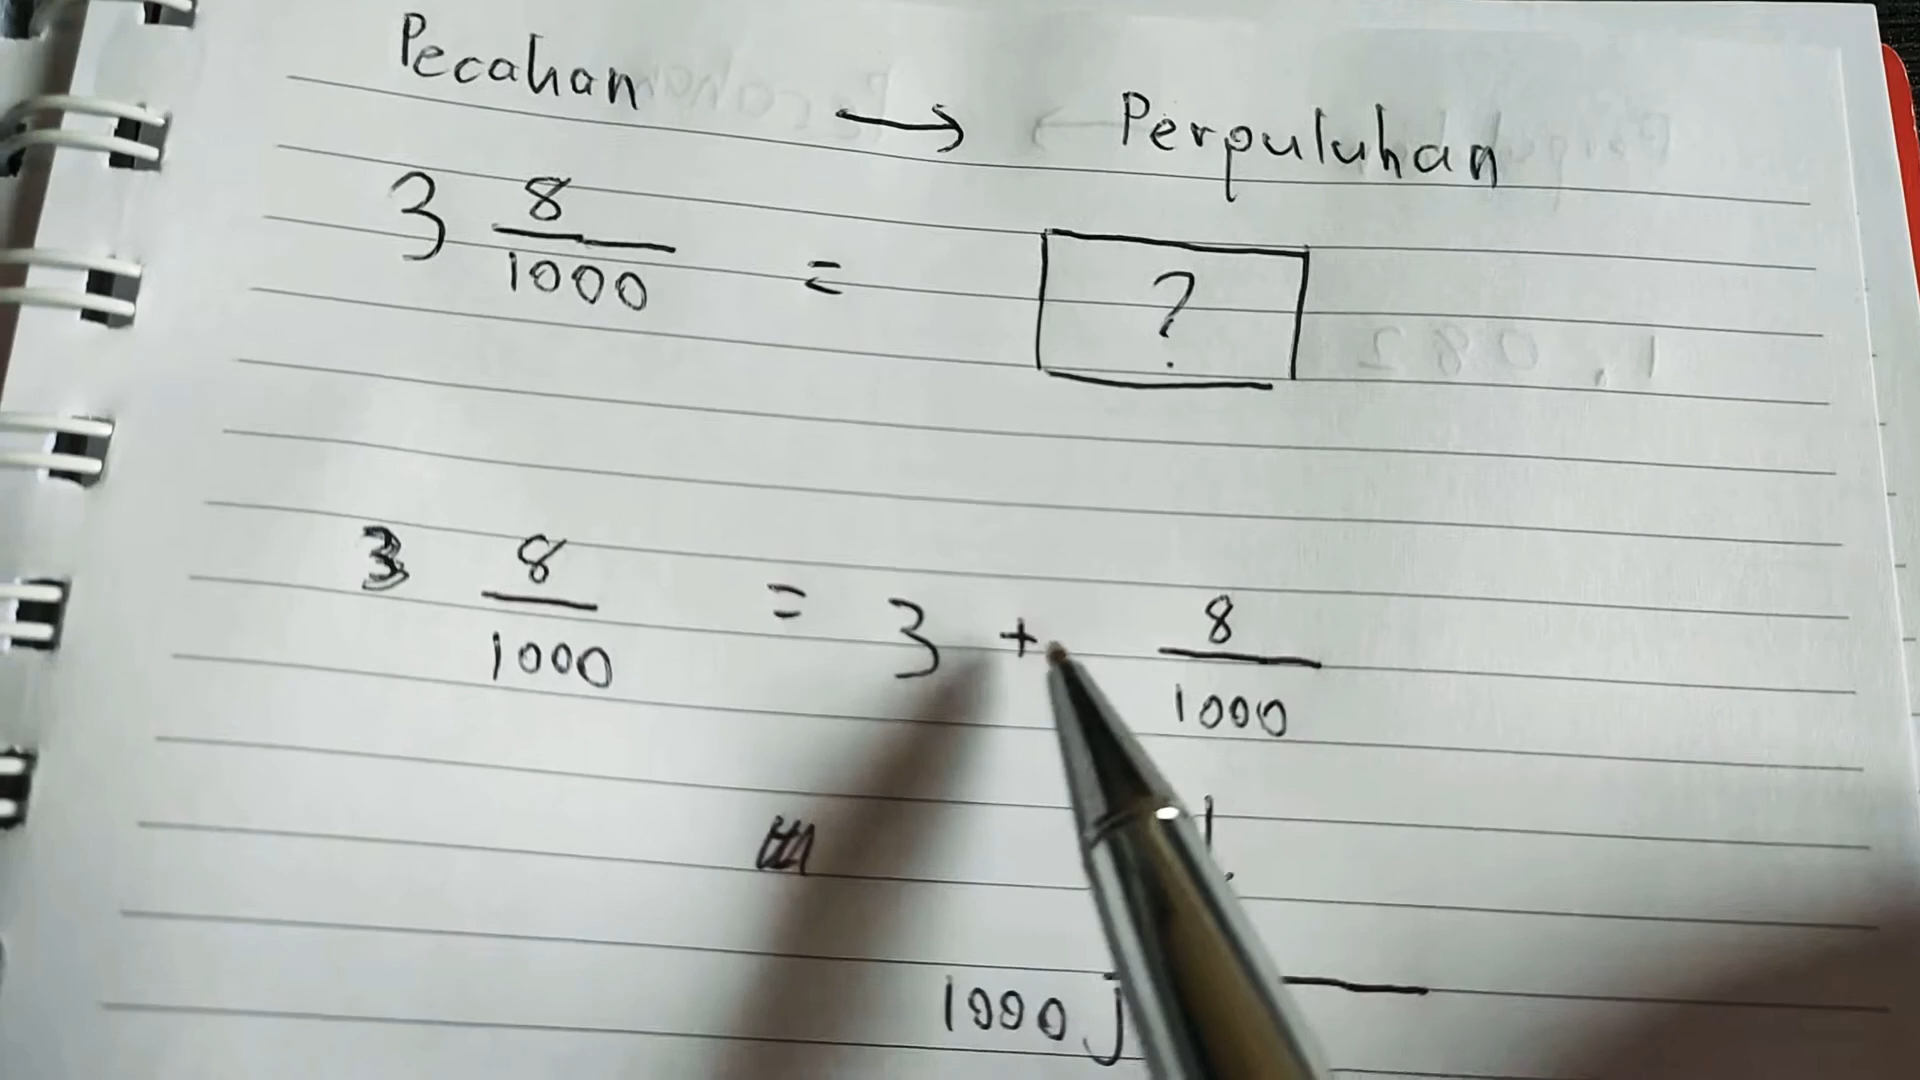 Pecahan → Perpuluhan
3 8/1000 = ?
3 8/1000 = 3 + 8/1000
1000